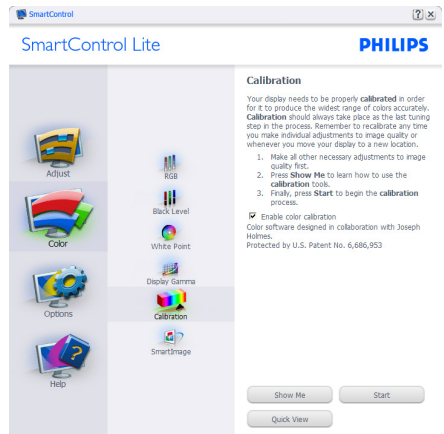 SmartControl
SmartControl Lite
PHILIPS
Adjust
Color
Options
Help
RGB
Black Level
White Point
Display Gamma
Calibration
SmartImage
Calibration
Your display needs to be properly calibrated in order
for it to produce the widest range of colors accurately.
Calibration should always take place as the last tuning
step in the process. Remember to recalibrate any time
you make individual adjustments to image quality or
whenever you move your display to a new location.
1. Make all other necessary adjustments to image
quality first.
2. Press Show Me to learn how to use the
calibration tools.
3. Finally, press Start to begin the calibration
process.
Enable color calibration
Color software designed in collaboration with Joseph
Holmes.
Protected by U.S. Patent No. 6,686,953
Show Me
Start
Quick View